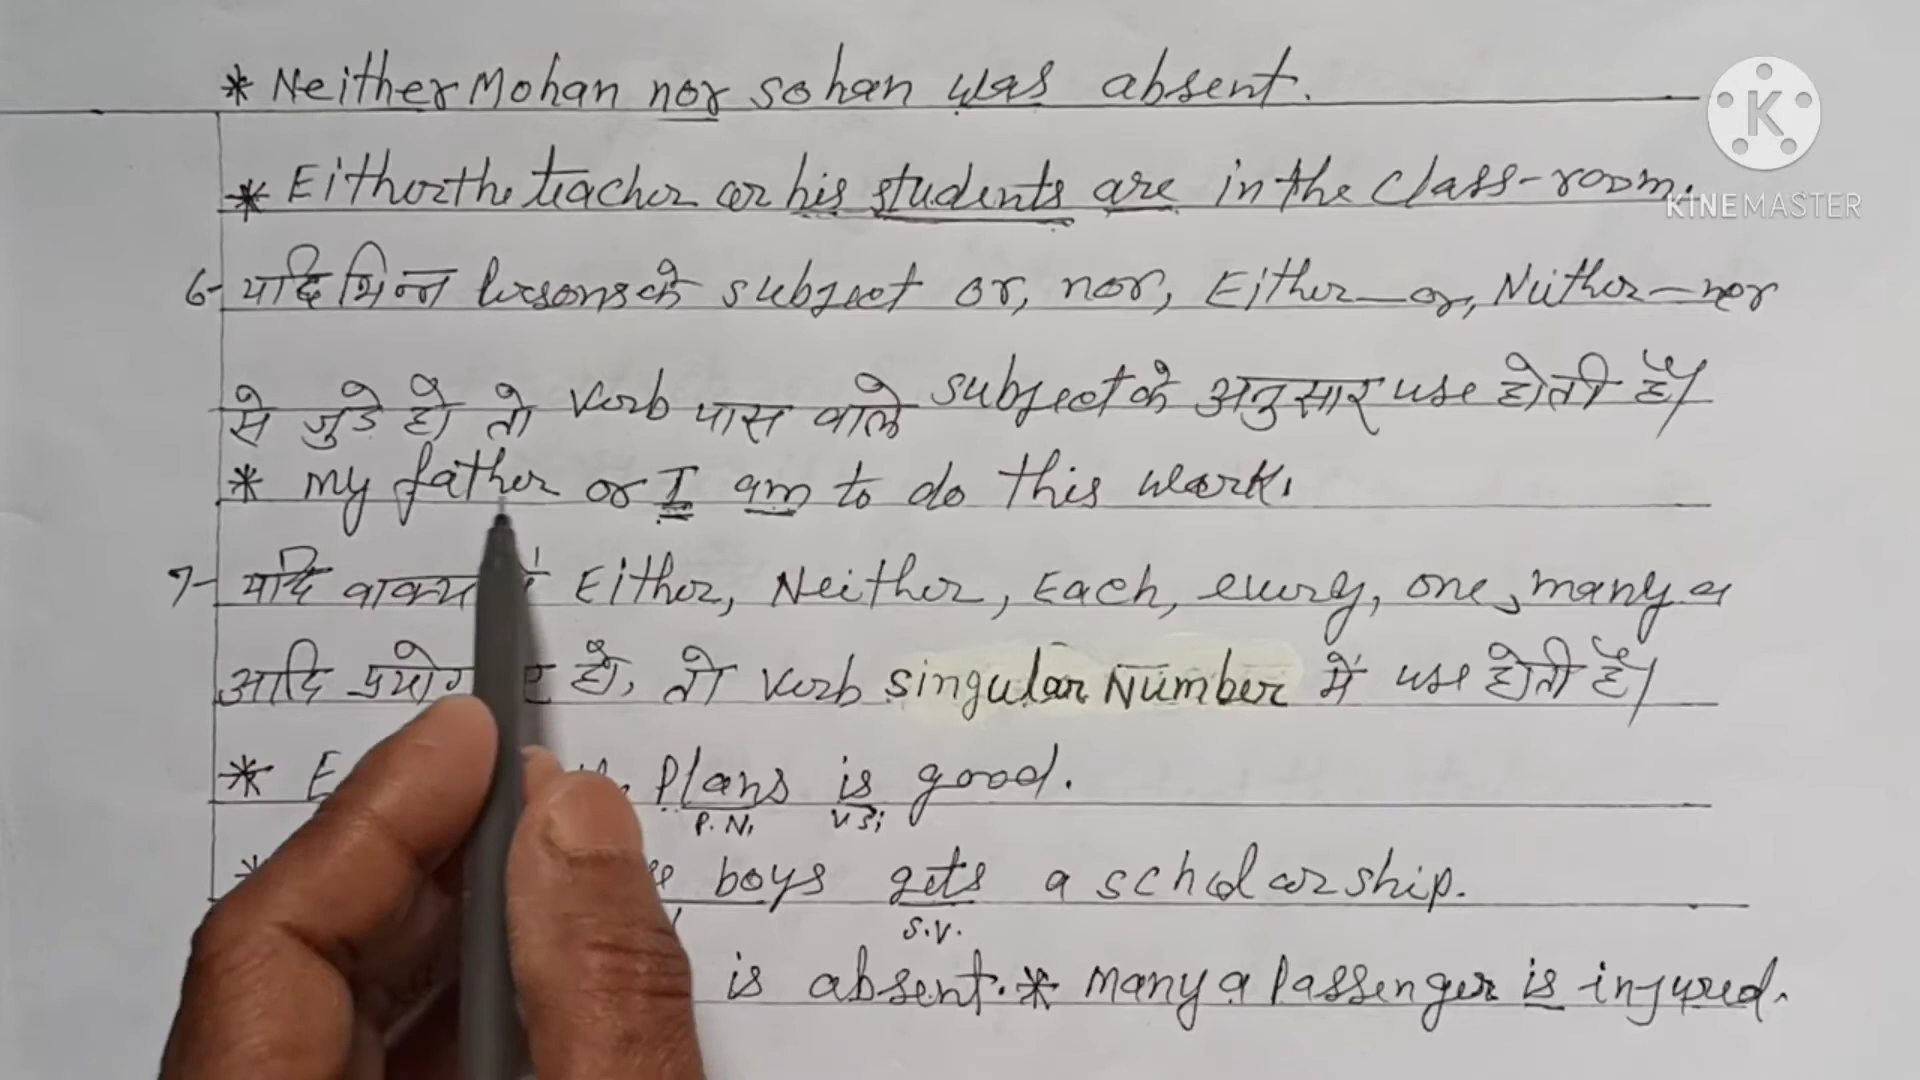 * Neither Mohan nor sohan was absent.
* Either the teacher or his students are in the class-room.
KINEMASTER
6- यदि भिन्न Persons के subject or, nor, Either—or, Neither—nor
से जुडे हो तो Verb पास वाले subject के अनुसार use होती है।
* my father or I am to do this work.
7- यदि वाक्य Either, Neither, Each, every, one, many a
आदि प्रयोग हो, तो verb singular Number में use होती है।
* Plans is good.
P.N.
boys gets a scholarship.
S.V.
is absent. * many a Passenger is injured.